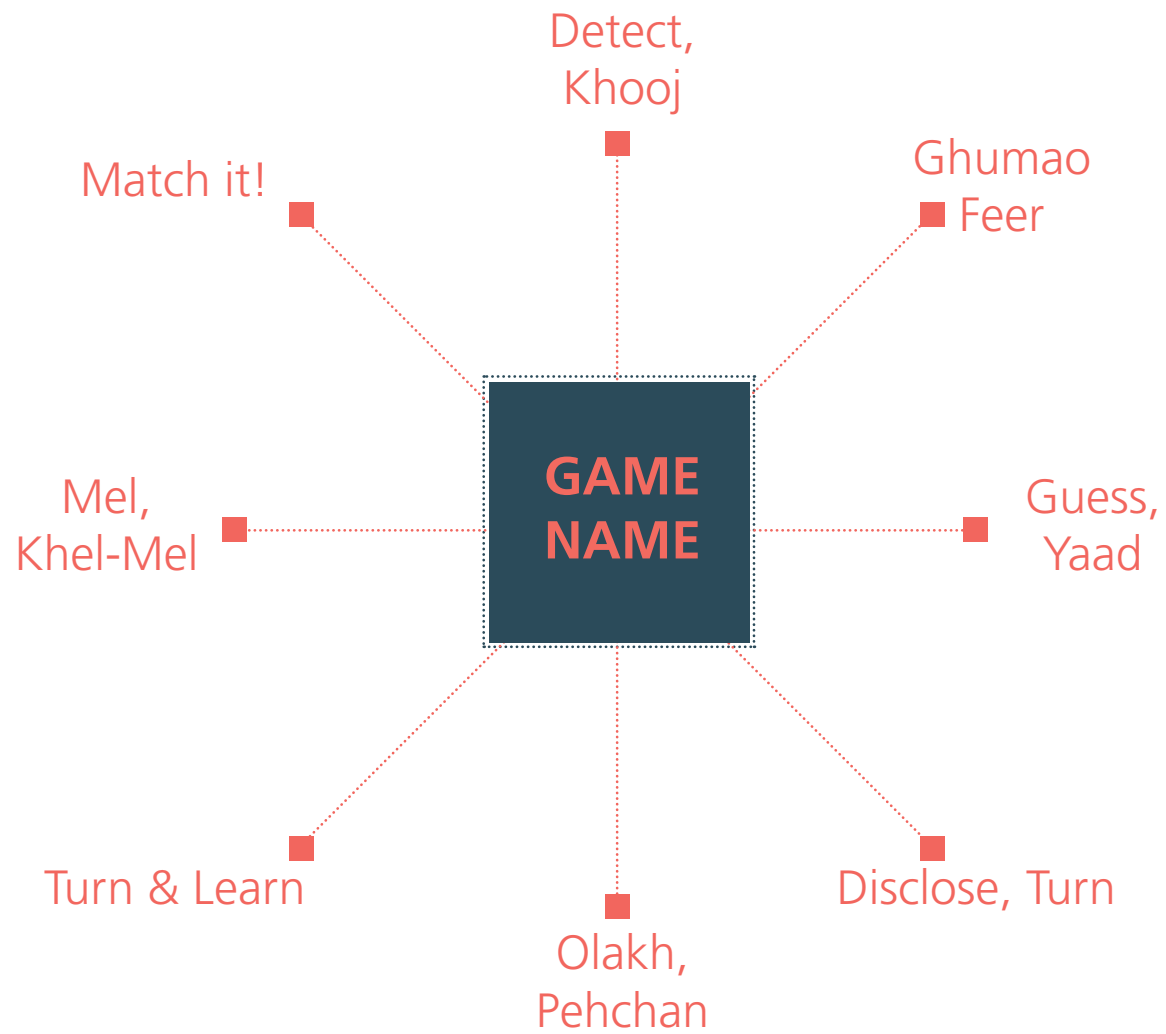 Detect,
Khooj
Ghumao
Feer
Match it!
GAME
NAME
Mel,
Khel-Mel
Guess,
Yaad
Turn & Learn
Disclose, Turn
Olakh,
Pehchan